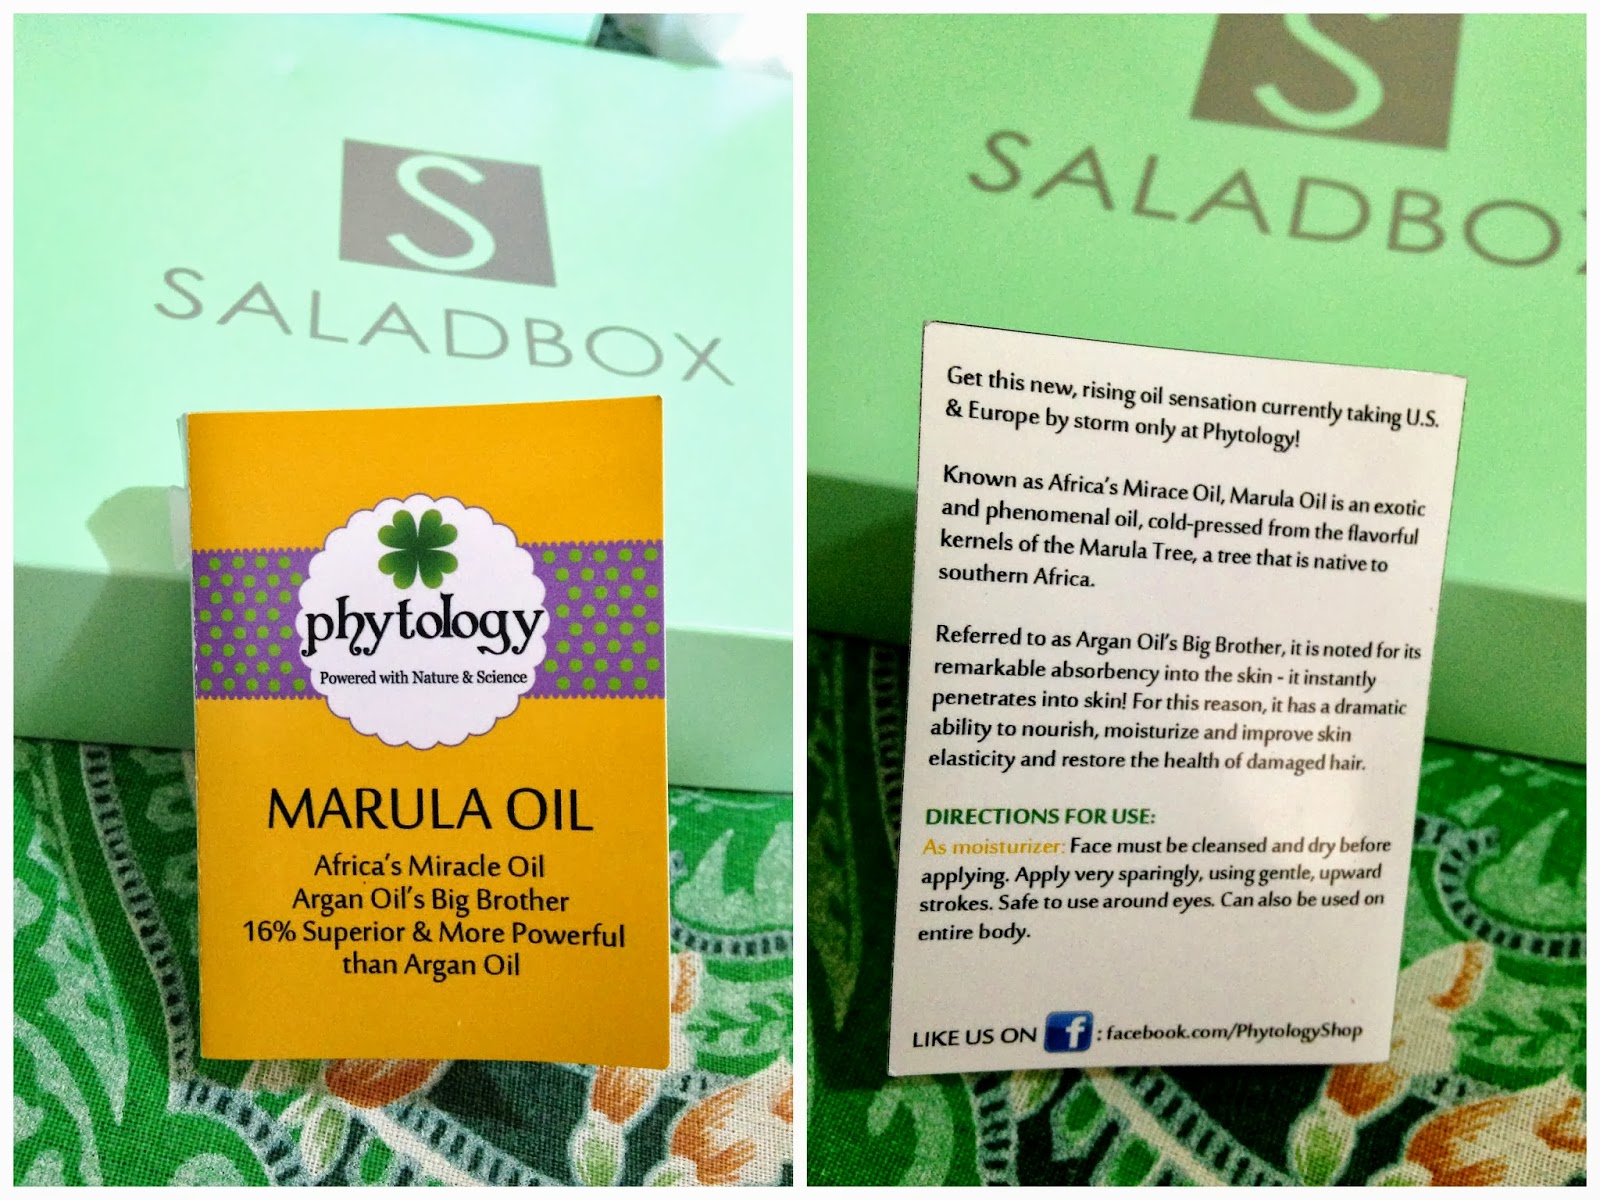 S
SALADBOX
phytology
Powered with Nature & Science
MARULA OIL
Africa's Miracle Oil
Argan Oil's Big Brother
16% Superior & More Powerful
than Argan Oil
S
SALADBOX
Get this new, rising oil sensation currently taking U.S.
& Europe by storm only at Phytology!
Known as Africa's Mirace Oil, Marula Oil is an exotic
and phenomenal oil, cold-pressed from the flavorful
kernels of the Marula Tree, a tree that is native to
southern Africa.
Referred to as Argan Oil's Big Brother, it is noted for its
remarkable absorbency into the skin - it instantly
penetrates into skin! For this reason, it has a dramatic
ability to nourish, moisturize and improve skin
elasticity and restore the health of damaged hair.
DIRECTIONS FOR USE:
As moisturizer: Face must be cleansed and dry before
applying. Apply very sparingly, using gentle, upward
strokes. Safe to use around eyes. Can also be used on
entire body.
LIKE US ON f : facebook.com/PhytologyShop